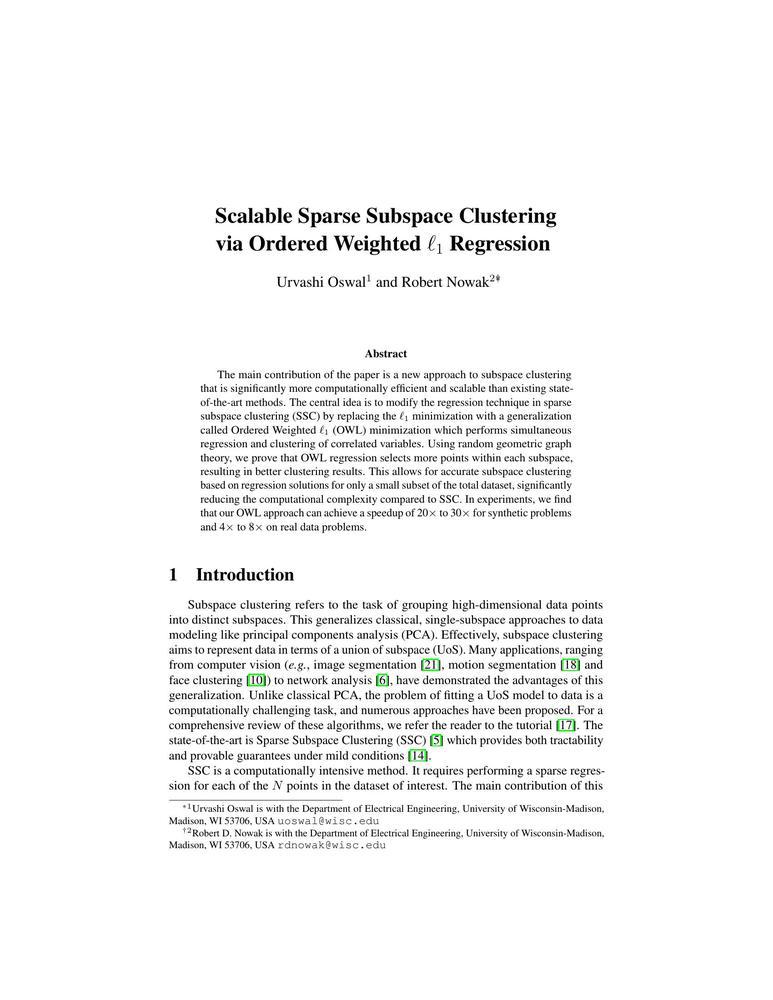 Scalable Sparse Subspace Clustering
via Ordered Weighted ℓ₁ Regression
Urvashi Oswal¹ and Robert Nowak²*
Abstract
The main contribution of the paper is a new approach to subspace clustering
that is significantly more computationally efficient and scalable than existing state-
of-the-art methods. The central idea is to modify the regression technique in sparse
subspace clustering (SSC) by replacing the ℓ₁ minimization with a generalization
called Ordered Weighted ℓ₁ (OWL) minimization which performs simultaneous
regression and clustering of correlated variables. Using random geometric graph
theory, we prove that OWL regression selects more points within each subspace,
resulting in better clustering results. This allows for accurate subspace clustering
based on regression solutions for only a small subset of the total dataset, significantly
reducing the computational complexity compared to SSC. In experiments, we find
that our OWL approach can achieve a speedup of 20× to 30× for synthetic problems
and 4× to 8× on real data problems.
1 Introduction
Subspace clustering refers to the task of grouping high-dimensional data points
into distinct subspaces. This generalizes classical, single-subspace approaches to data
modeling like principal components analysis (PCA). Effectively, subspace clustering
aims to represent data in terms of a union of subspace (UoS). Many applications, ranging
from computer vision (e.g., image segmentation [21], motion segmentation [18] and
face clustering [10]) to network analysis [6], have demonstrated the advantages of this
generalization. Unlike classical PCA, the problem of fitting a UoS model to data is a
computationally challenging task, and numerous approaches have been proposed. For a
comprehensive review of these algorithms, we refer the reader to the tutorial [17]. The
state-of-the-art is Sparse Subspace Clustering (SSC) [5] which provides both tractability
and provable guarantees under mild conditions [14].
SSC is a computationally intensive method. It requires performing a sparse regres-
sion for each of the N points in the dataset of interest. The main contribution of this
*¹Urvashi Oswal is with the Department of Electrical Engineering, University of Wisconsin-Madison,
Madison, WI 53706, USA uoswal@wisc.edu
†²Robert D. Nowak is with the Department of Electrical Engineering, University of Wisconsin-Madison,
Madison, WI 53706, USA rdnowak@wisc.edu